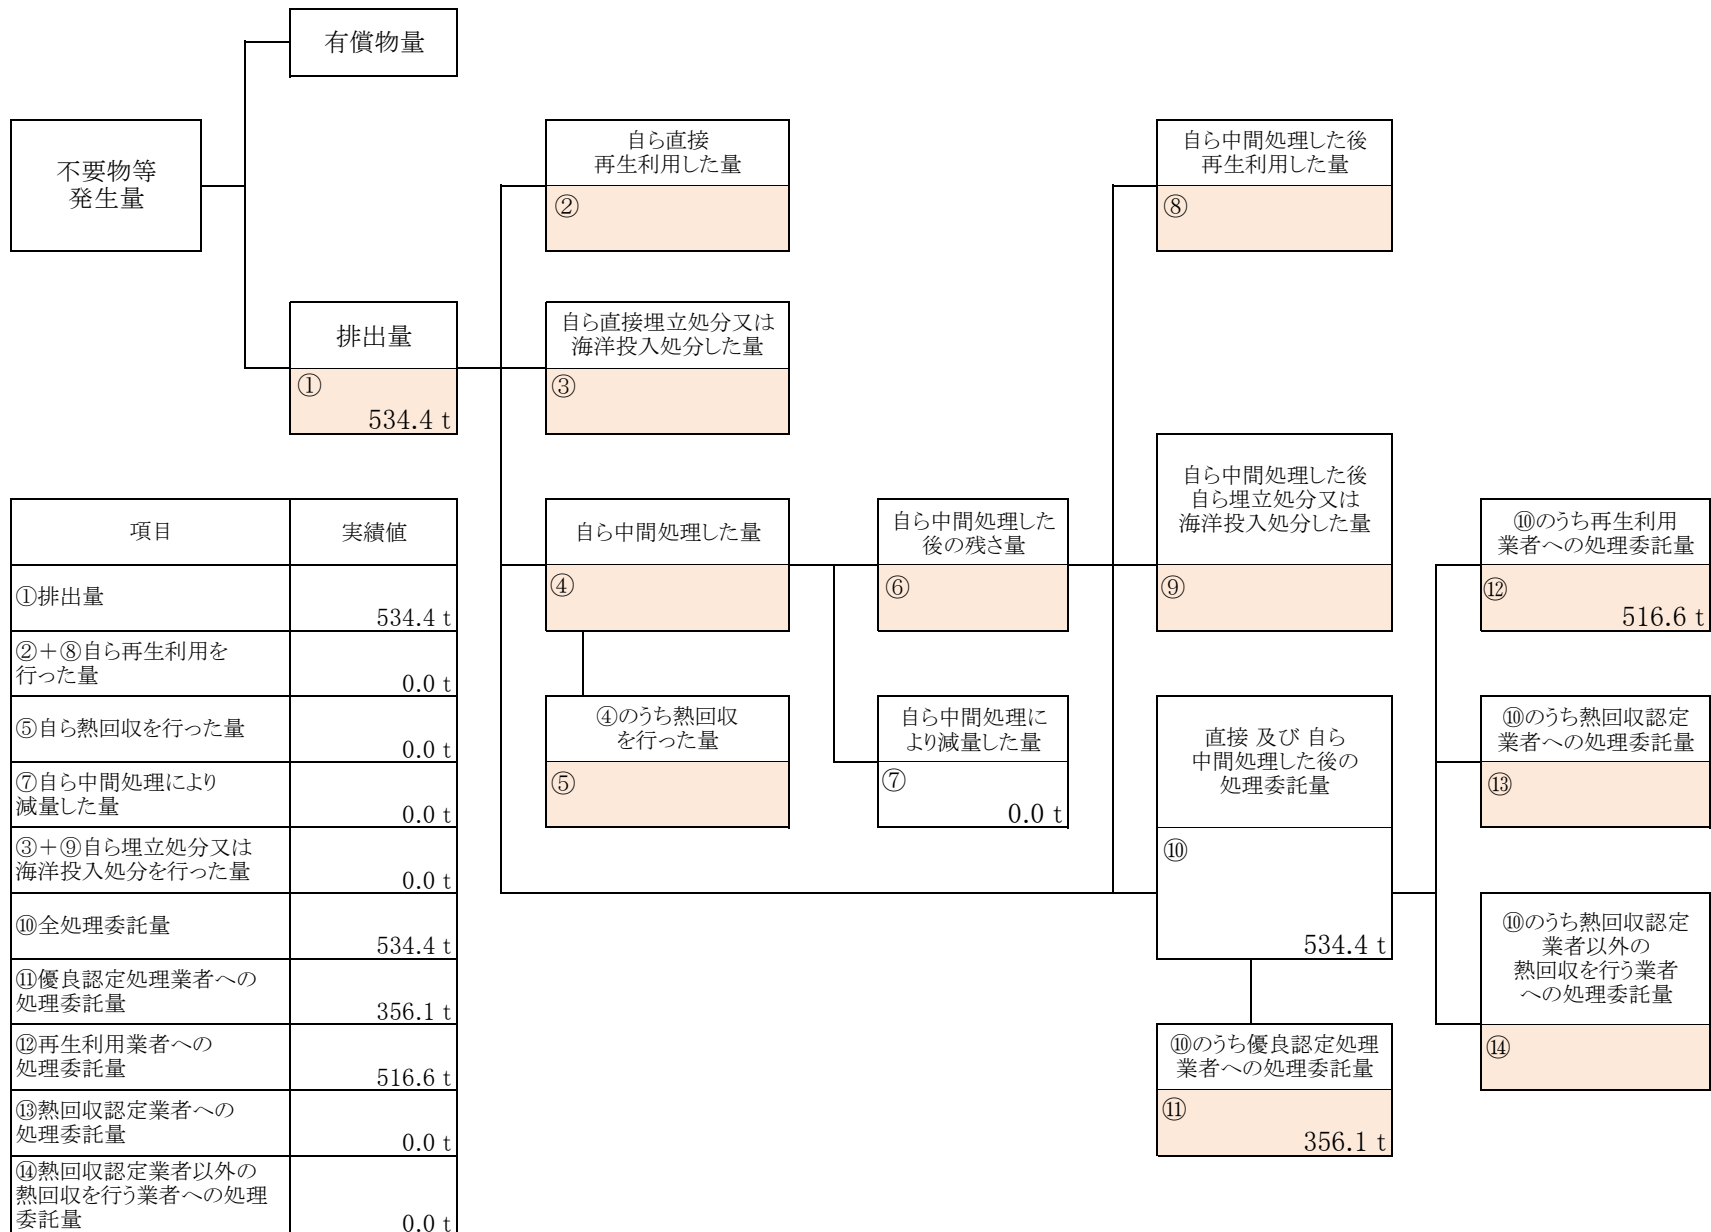 有償物量
不要物等
発生量
自ら直接
再生利用した量
②
自ら中間処理した後
再生利用した量
⑧
排出量
①
534.4 t
自ら直接埋立処分又は
海洋投入処分した量
③
自ら中間処理した量
④
自ら中間処理した
後の残さ量
⑥
自ら中間処理した後
自ら埋立処分又は
海洋投入処分した量
⑨
⑩のうち再生利用
業者への処理委託量
⑫
516.6 t
④のうち熱回収
を行った量
⑤
自ら中間処理に
より減量した量
⑦
0.0 t
直接 及び 自ら
中間処理した後の
処理委託量
⑩
534.4 t
⑩のうち熱回収認定
業者への処理委託量
⑬
⑩のうち熱回収認定
業者以外の
熱回収を行う業者
への処理委託量
⑭
⑩のうち優良認定処理
業者への処理委託量
⑪
356.1 t
項目 実績値
①排出量
534.4 t
②＋⑧自ら再生利用を
行った量
0.0 t
⑤自ら熱回収を行った量
0.0 t
⑦自ら中間処理により
減量した量
0.0 t
③＋⑨自ら埋立処分又は
海洋投入処分を行った量
0.0 t
⑩全処理委託量
534.4 t
⑪優良認定処理業者への
処理委託量
356.1 t
⑫再生利用業者への
処理委託量
516.6 t
⑬熱回収認定業者への
処理委託量
0.0 t
⑭熱回収認定業者以外の
熱回収を行う業者への処理
委託量
0.0 t